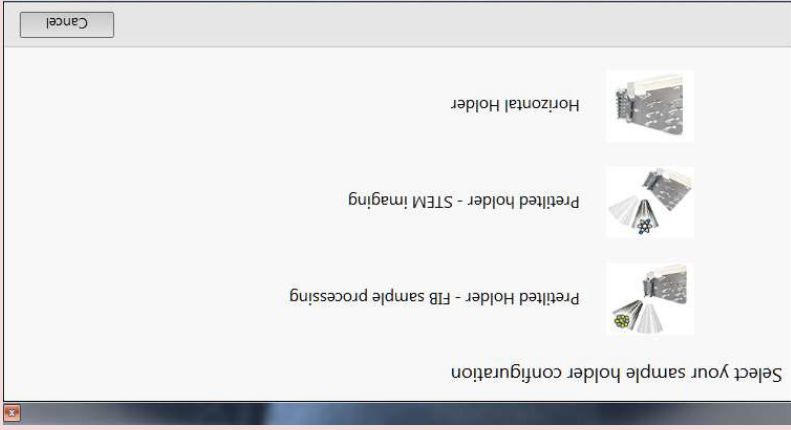 Select your sample holder configuration
Pretilted Holder - FIB sample processing
Pretilted holder - STEM imaging
Horizontal Holder
Cancel